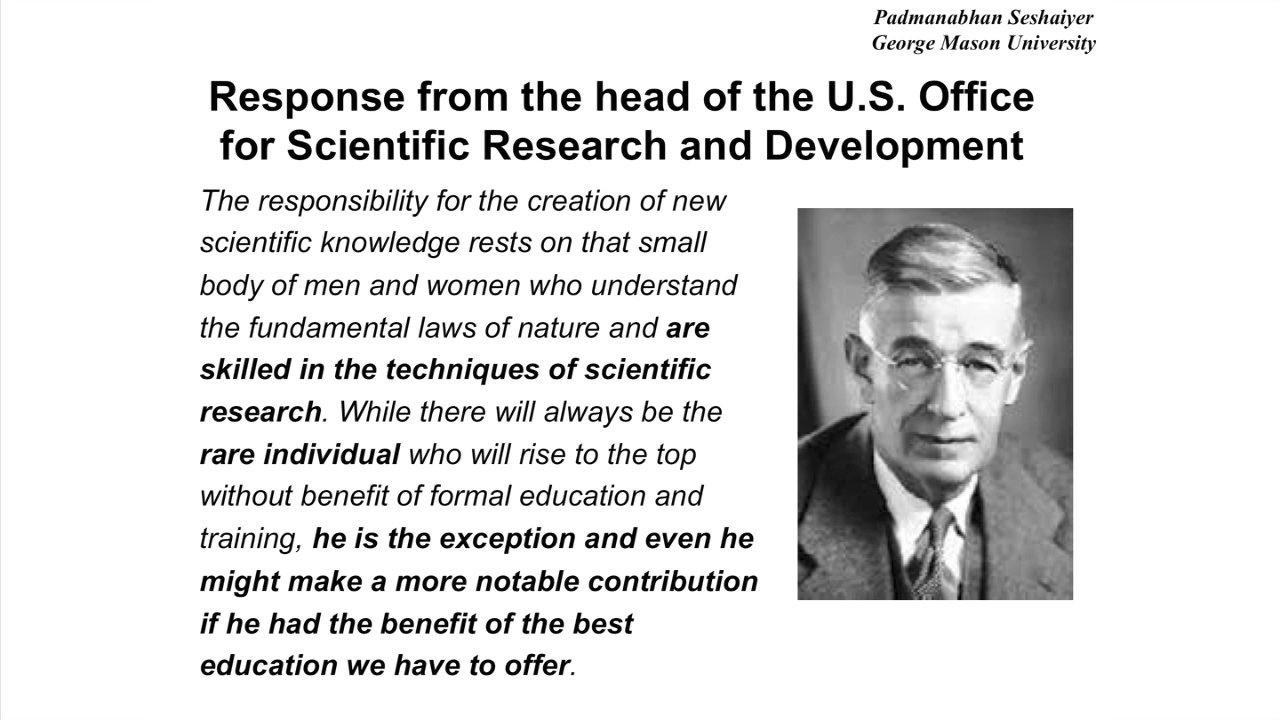 Padmanabhan Seshaiyer
George Mason University
Response from the head of the U.S. Office
for Scientific Research and Development
The responsibility for the creation of new
scientific knowledge rests on that small
body of men and women who understand
the fundamental laws of nature and are
skilled in the techniques of scientific
research. While there will always be the
rare individual who will rise to the top
without benefit of formal education and
training, he is the exception and even he
might make a more notable contribution
if he had the benefit of the best
education we have to offer.